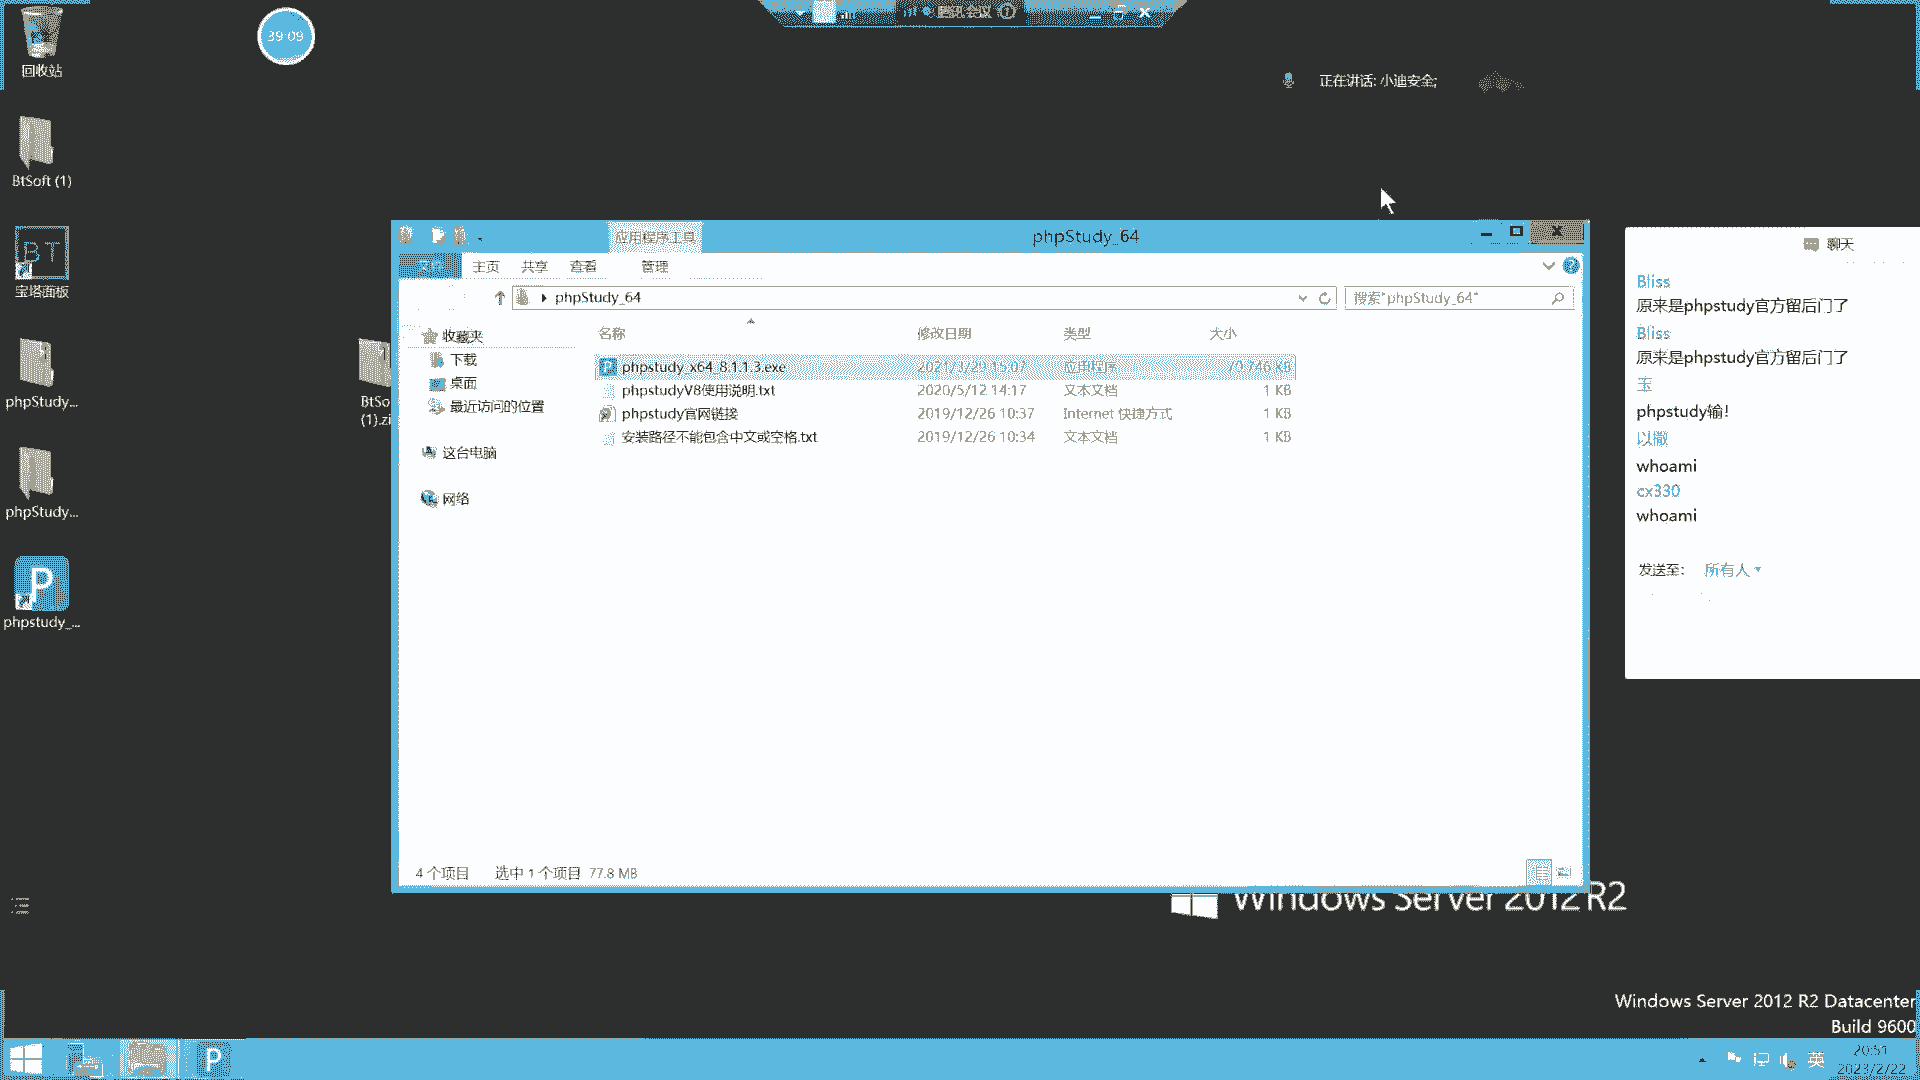 回收站
39:09
腾讯会议
正在讲话: 小迪安全;
BtSoft (1)
宝塔面板
phpStudy...
phpStudy...
phpstudy_...
BtSo
(1).zi
应用程序工具
phpStudy_64
文件
主页
共享
查看
管理
phpStudy_64
搜索"phpStudy_64"
收藏夹
下载
桌面
最近访问的位置
这台电脑
网络
名称
修改日期
类型
大小
phpstudy_x64_8.1.1.3.exe
2021/3/29 15:07
应用程序
79,746 KB
phpstudyV8使用说明.txt
2020/5/12 14:17
文本文档
1 KB
phpstudy官网链接
2019/12/26 10:37
Internet 快捷方式
1 KB
安装路径不能包含中文或空格.txt
2019/12/26 10:34
文本文档
1 KB
4 个项目
选中 1 个项目 77.8 MB
聊天
Bliss
原来是phpstudy官方留后门了
Bliss
原来是phpstudy官方留后门了
玉
phpstudy输!
以撒
whoami
cx330
whoami
发送至:
所有人
Windows Server 2012 R2
Windows Server 2012 R2 Datacenter
Build 9600
英
20:51
2023/2/22